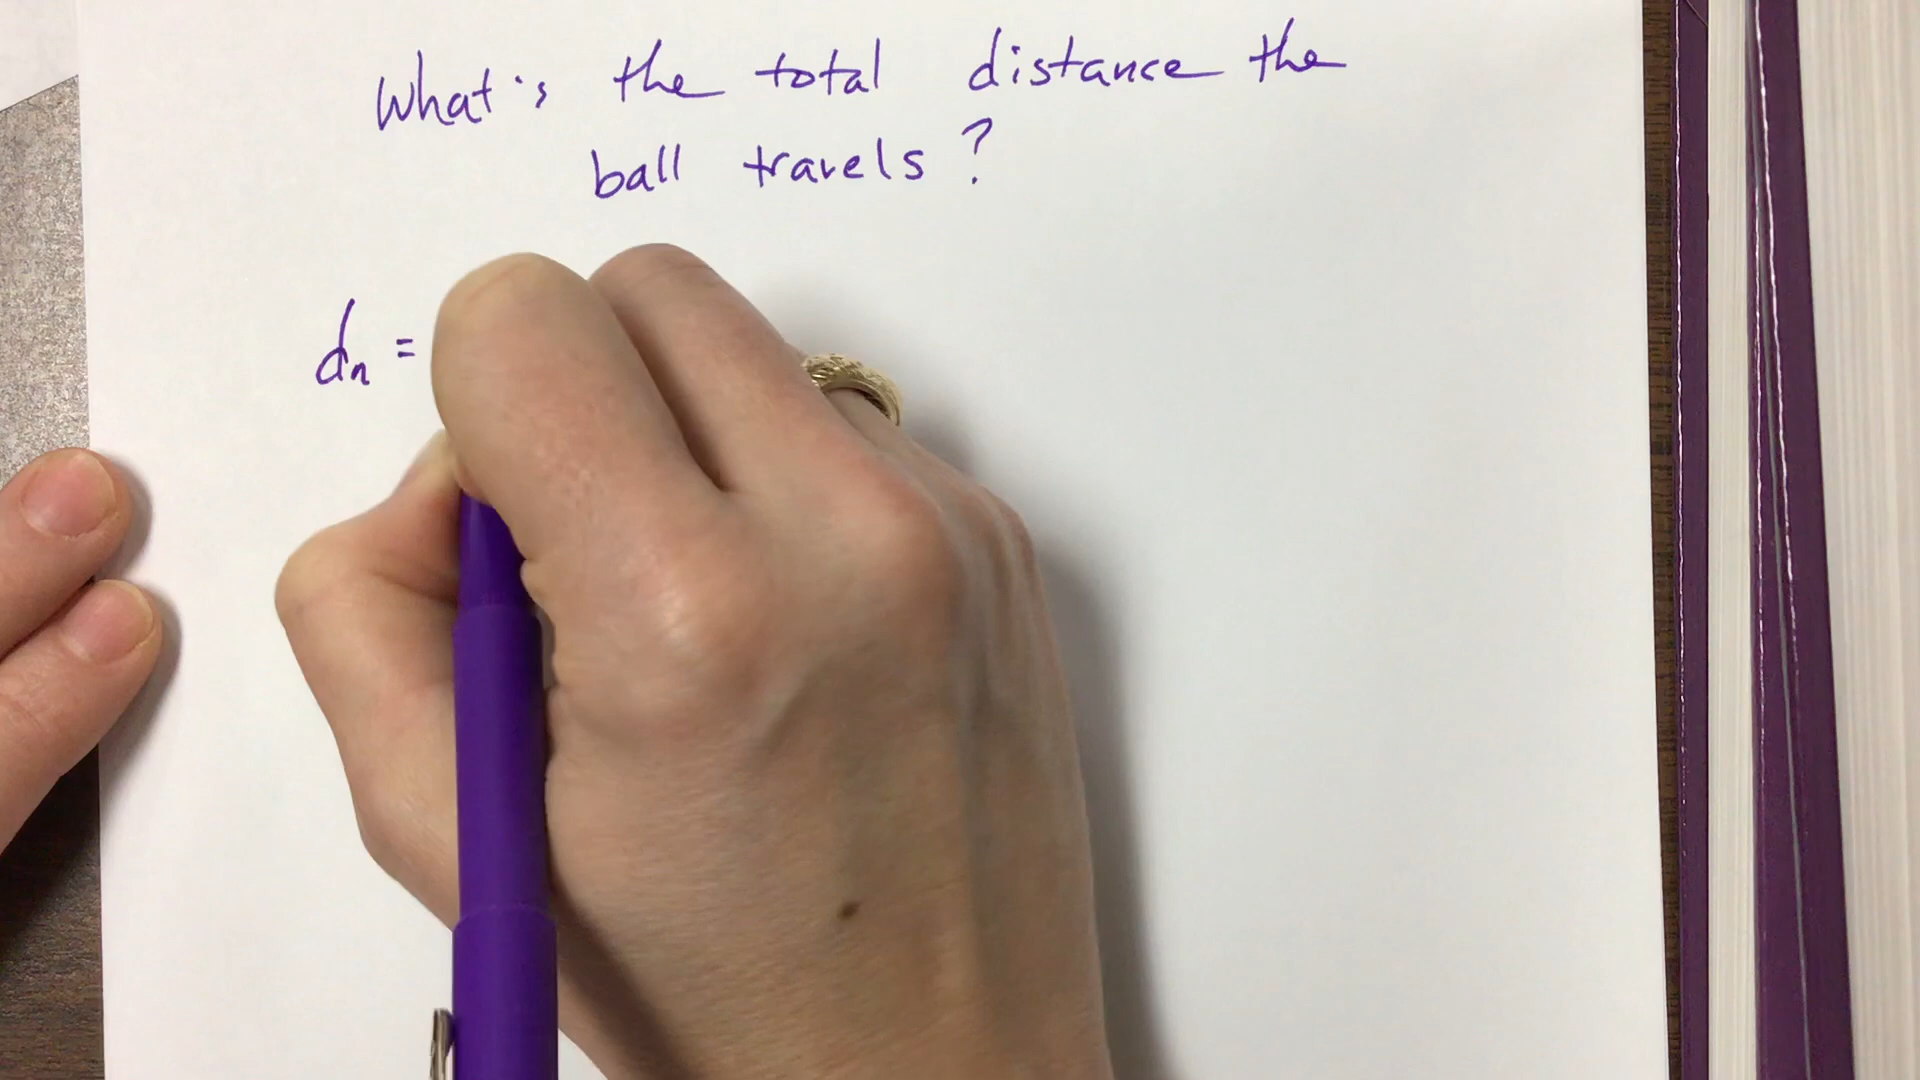 What's the total distance the
ball travels?
dn =